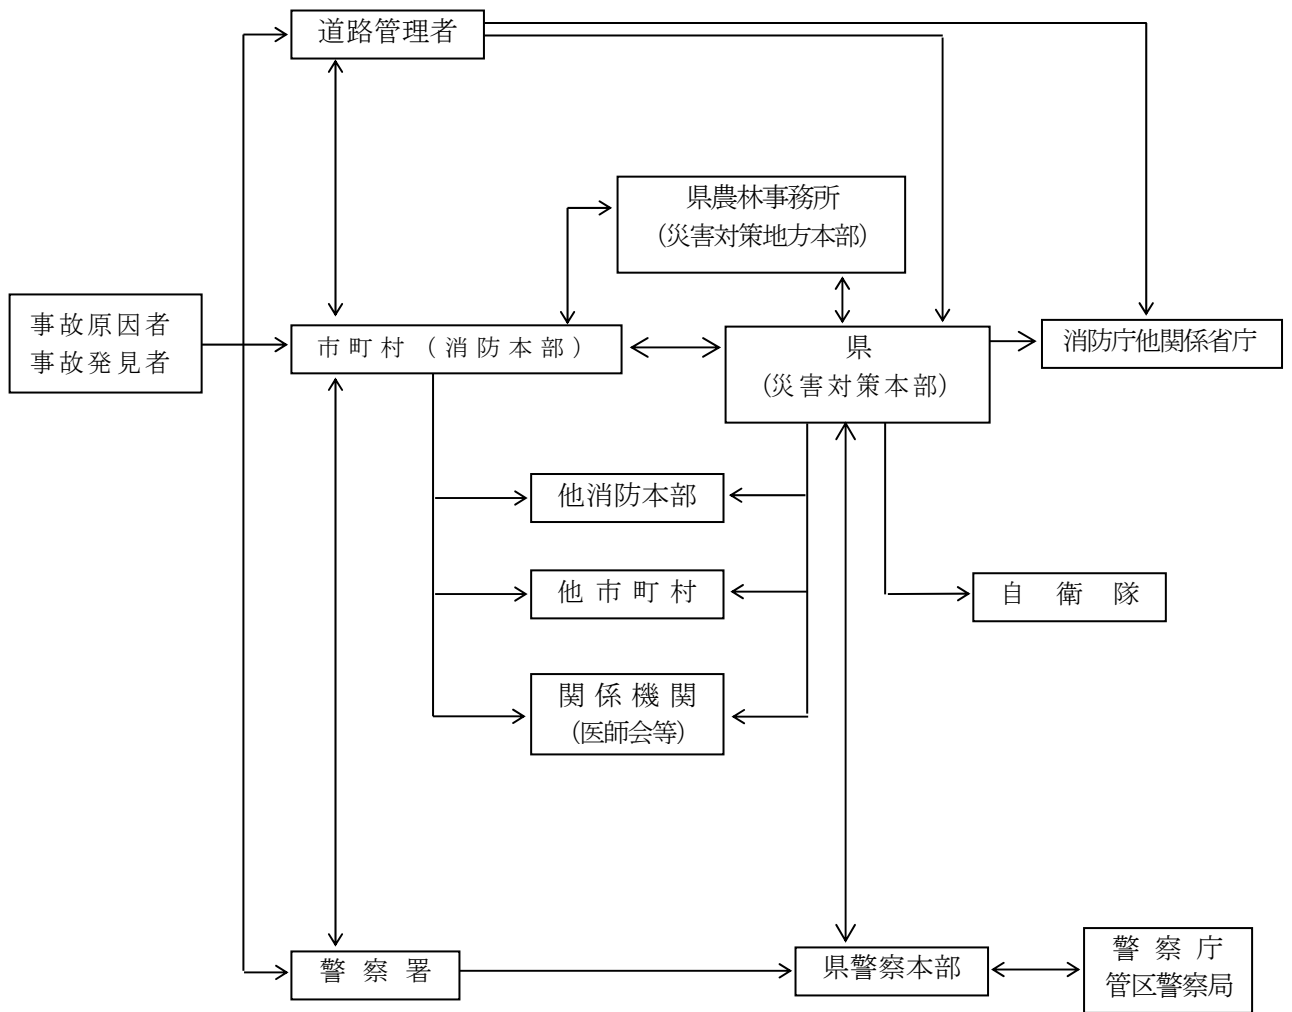 道路管理者
県農林事務所
（災害対策地方本部）
事故原因者
事故発見者
市町村（消防本部）
県
（災害対策本部）
消防庁他関係省庁
他消防本部
他市町村
自衛隊
関係機関
（医師会等）
警察署
県警察本部
警察庁
管区警察局